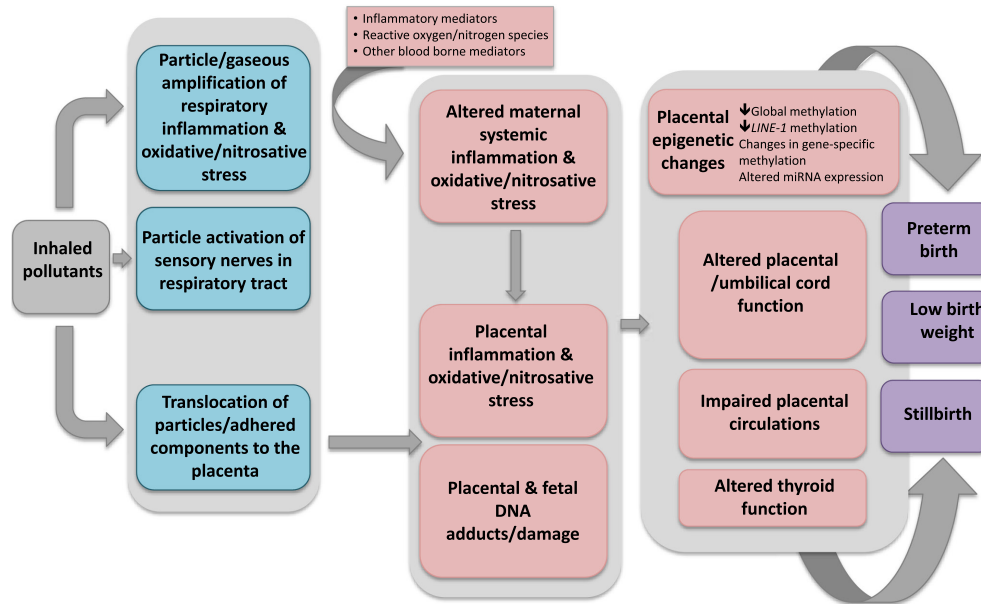 Inhaled
pollutants
Particle/gaseous
amplification of
respiratory
inflammation &
oxidative/nitrosative
stress
Particle activation of
sensory nerves in
respiratory tract
Translocation of
particles/adhered
components to the
placenta
• Inflammatory mediators
• Reactive oxygen/nitrogen species
• Other blood borne mediators
Altered maternal
systemic
inflammation &
oxidative/nitrosative
stress
Placental
inflammation &
oxidative/nitrosative
stress
Placental & fetal
DNA
adducts/damage
Placental
epigenetic
changes
🡇Global methylation
🡇LINE-1 methylation
Changes in gene-specific
methylation
Altered miRNA expression
Altered placental
/umbilical cord
function
Impaired placental
circulations
Altered thyroid
function
Preterm
birth
Low birth
weight
Stillbirth